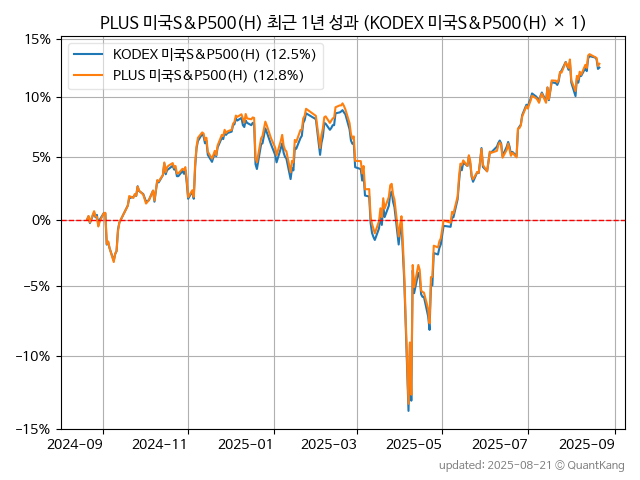 PLUS 미국S&P500(H) 최근 1년 성과 (KODEX 미국S&P500(H) × 1)
15%
KODEX 미국S&P500(H) (12.5%)
PLUS 미국S&P500(H) (12.8%)
10%
5%
0%
−5%
−10%
−15%
2024-09 2024-11 2025-01 2025-03 2025-05 2025-07 2025-09
updated: 2025-08-21 © QuantKang